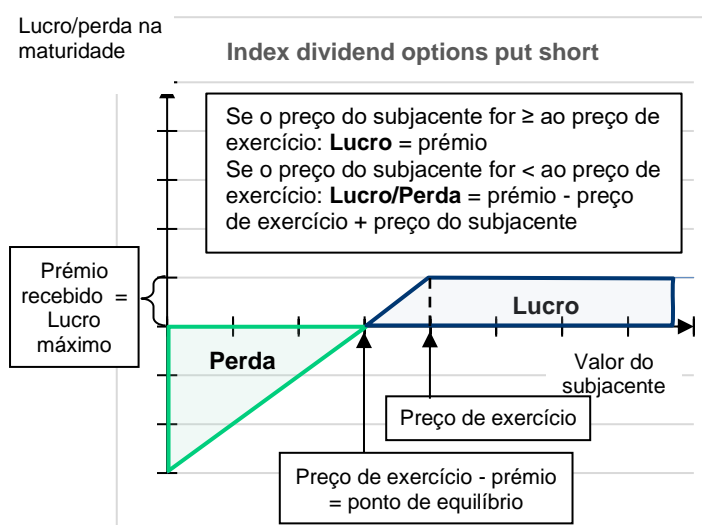 Lucro/perda na
maturidade
Index dividend options put short
Se o preço do subjacente for ≥ ao preço de
exercício: Lucro = prémio
Se o preço do subjacente for < ao preço de
exercício: Lucro/Perda = prémio - preço
de exercício + preço do subjacente
Prémio
recebido =
Lucro
máximo
Lucro
Perda
Valor do
subjacente
Preço de exercício
Preço de exercício - prémio
= ponto de equilíbrio